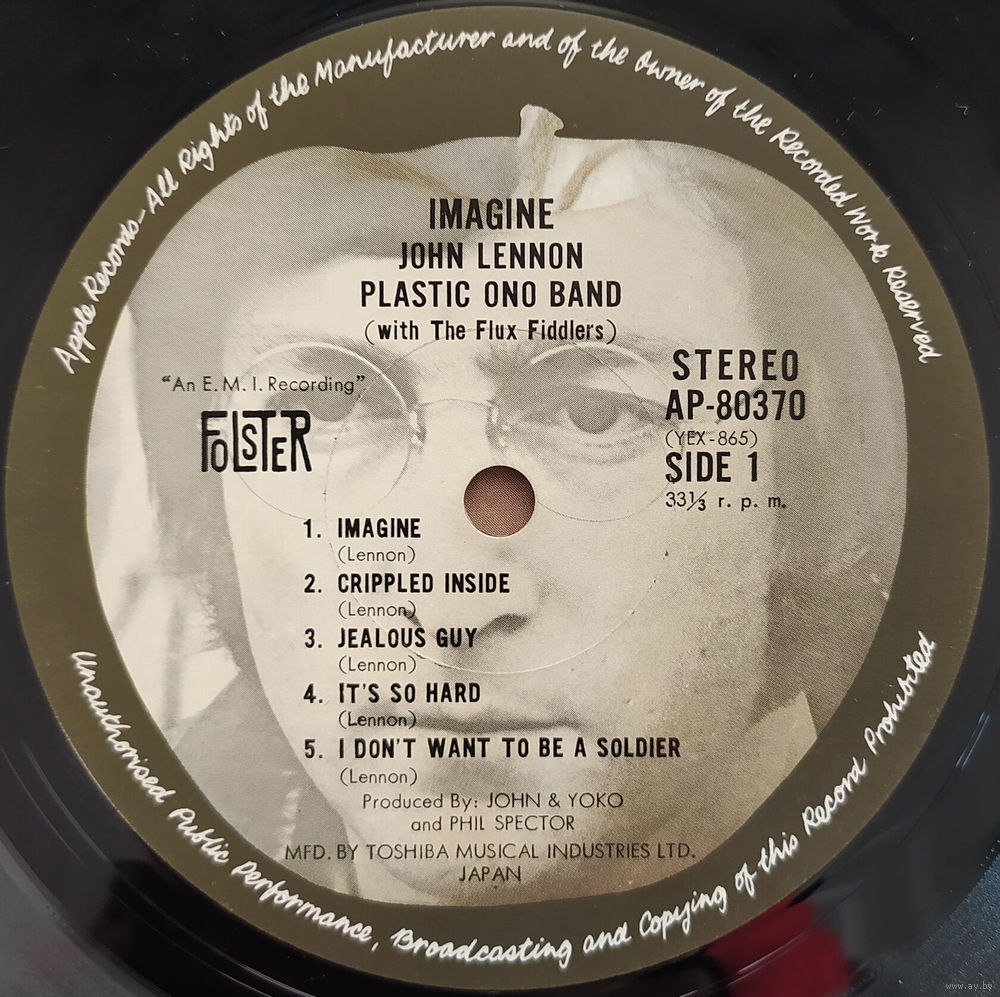 Apple Records—All Rights of the Manufacturer and of the Owner of the Recorded Work Reserved
IMAGINE
JOHN LENNON
PLASTIC ONO BAND
(with The Flux Fiddlers)
"An E. M. I. Recording"
FOLSTER
STEREO
AP-80370
(YEX-865)
SIDE 1
33⅓ r. p. m.
1. IMAGINE
(Lennon)
2. CRIPPLED INSIDE
(Lennon)
3. JEALOUS GUY
(Lennon)
4. IT'S SO HARD
(Lennon)
5. I DON'T WANT TO BE A SOLDIER
(Lennon)
Produced By: JOHN & YOKO
and PHIL SPECTOR
MFD. BY TOSHIBA MUSICAL INDUSTRIES LTD.
JAPAN
Unauthorised Public Performance, Broadcasting and Copying of this Record Prohibited
www.ay.by